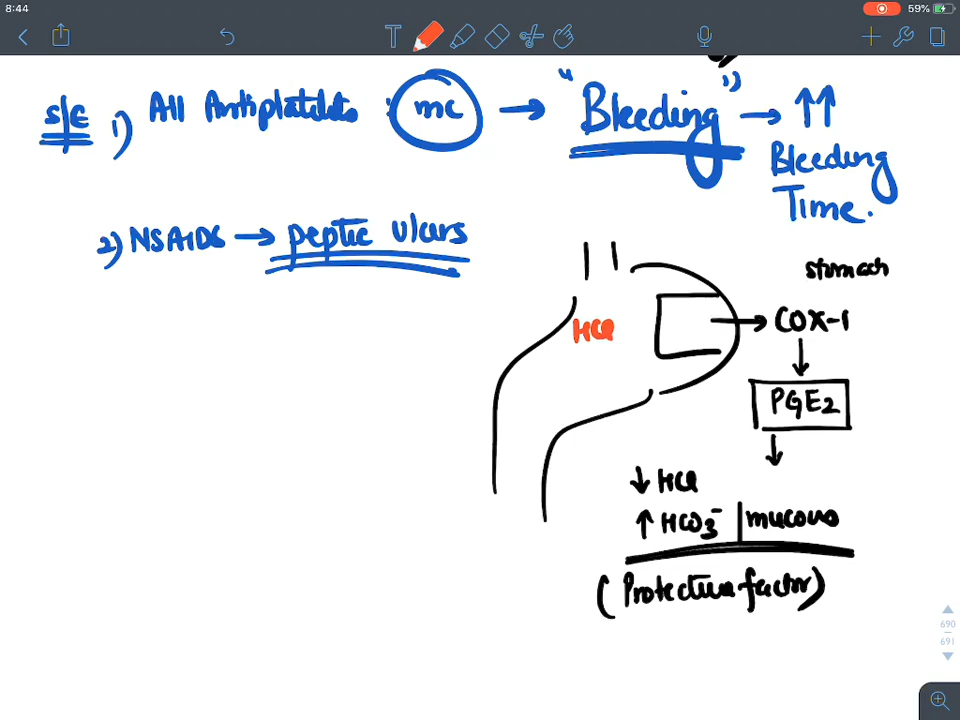 8:44
59%
T
S/E 1) All Antiplatelets : mc → "Bleeding" → ↑↑ Bleeding Time.
2) NSAIDS → peptic ulcers
stomach
HCl
→ COX-1
↓
PGE2
↓
↓ HCl
↑ HCO3⁻ | mucous
(Protective factor)
690
691